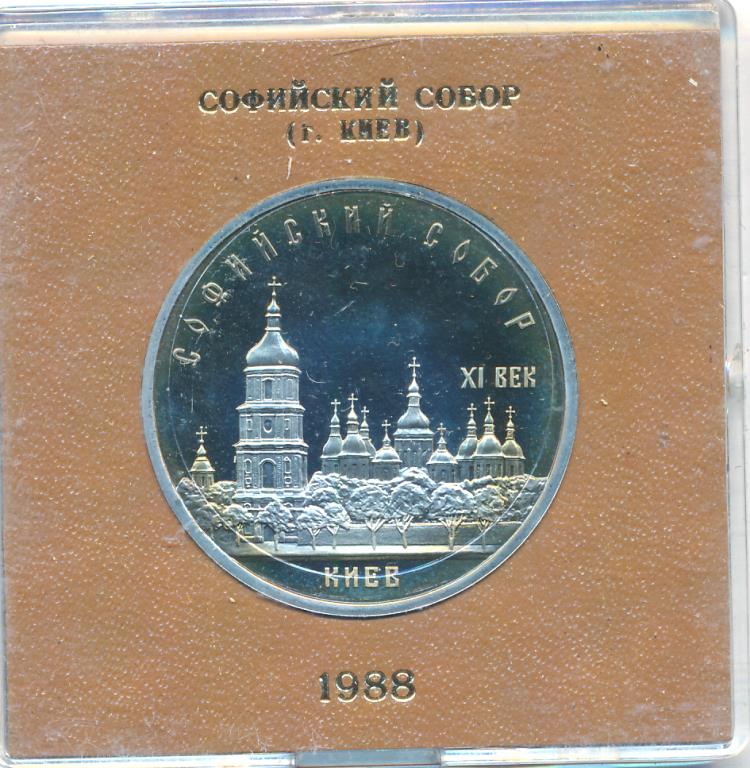 СОФИЙСКИЙ СОБОР
(г. КИЕВ)
СОФИЙСКИЙ СОБОР
XI ВЕК
КИЕВ
1988